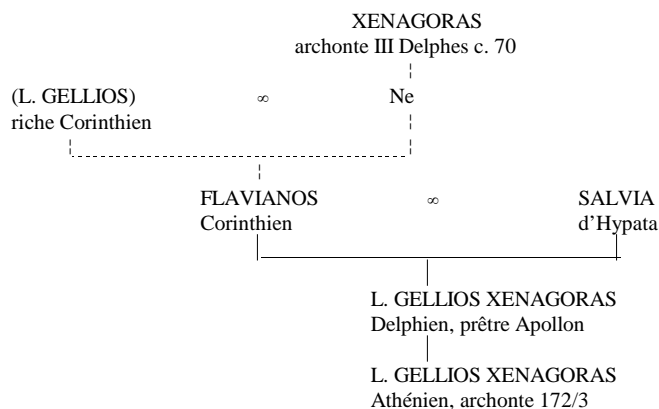 XENAGORAS
archonte III Delphes c. 70
(L. GELLIOS) ∞ Ne
riche Corinthien
FLAVIANOS ∞ SALVIA
Corinthien d'Hypata
L. GELLIOS XENAGORAS
Delphien, prêtre Apollon
L. GELLIOS XENAGORAS
Athénien, archonte 172/3